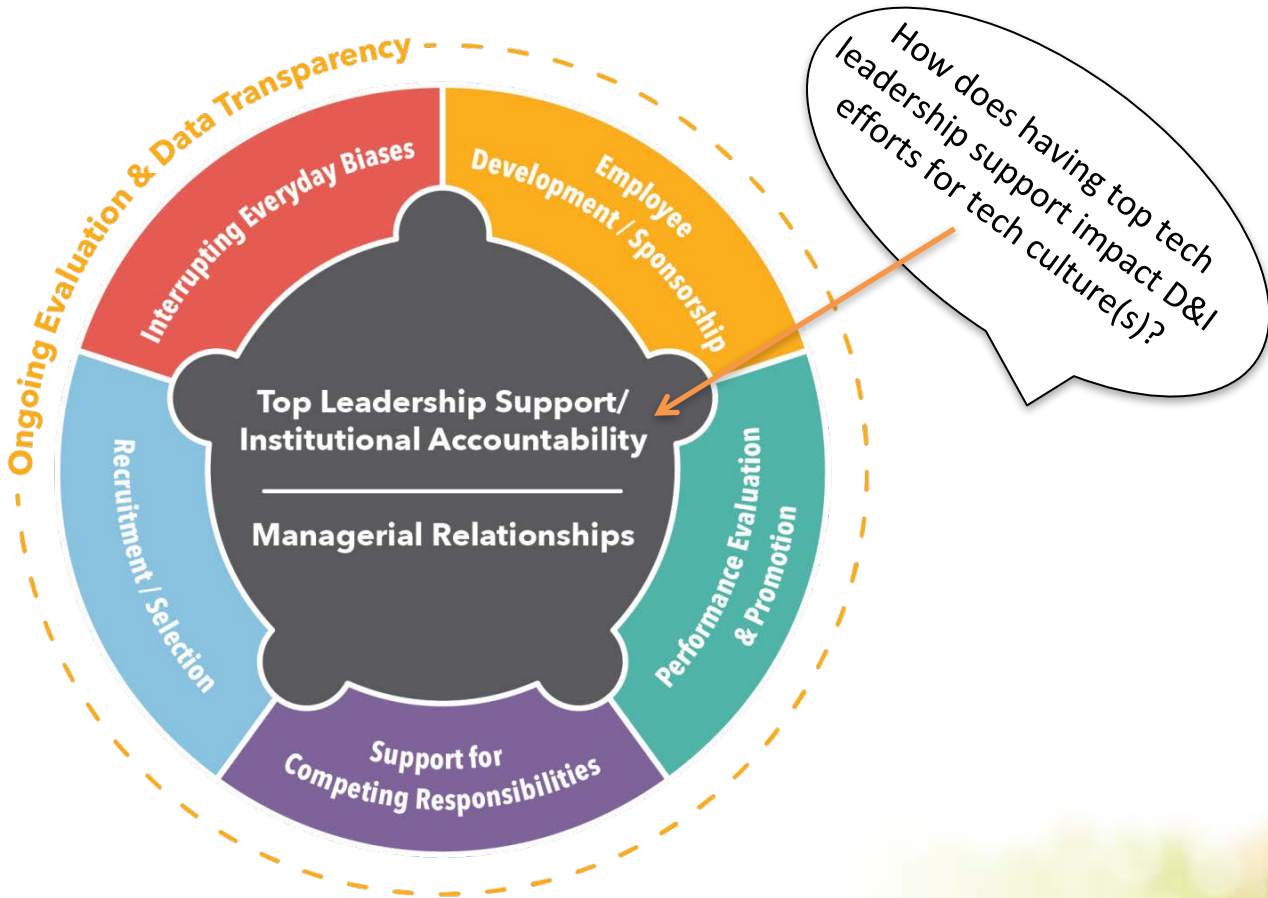 Ongoing Evaluation & Data Transparency
Interrupting Everyday Biases
Employee
Development / Sponsorship
How does having top tech
leadership support impact D&I
efforts for tech culture(s)?
Top Leadership Support/
Institutional Accountability
Managerial Relationships
Recruitment / Selection
Performance Evaluation
& Promotion
Support for
Competing Responsibilities